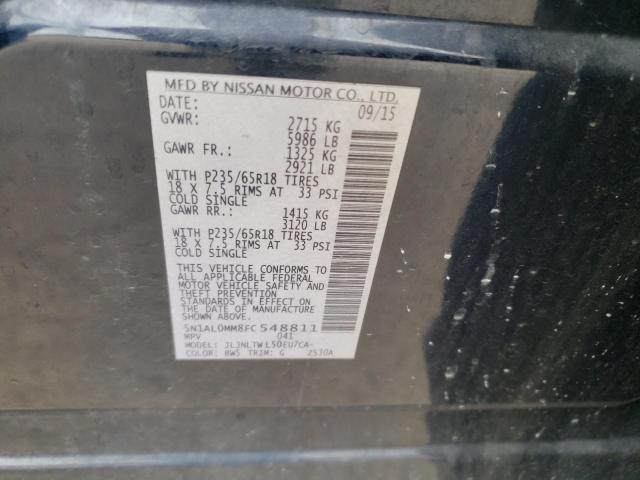 MFD BY NISSAN MOTOR CO., LTD.
DATE: 09/15
GVWR: 2715 KG
5986 LB
GAWR FR.: 1325 KG
2921 LB
WITH P235/65R18 TIRES
18 X 7.5 RIMS AT 33 PSI
COLD SINGLE
GAWR RR.: 1415 KG
3120 LB
WITH P235/65R18 TIRES
18 X 7.5 RIMS AT 33 PSI
COLD SINGLE
THIS VEHICLE CONFORMS TO
ALL APPLICABLE FEDERAL
MOTOR VEHICLE SAFETY AND
THEFT PREVENTION
STANDARDS IN EFFECT ON
THE DATE OF MANUFACTURE
SHOWN ABOVE.
5N1AL0MM8FC548811
MPV 041
MODEL: JLJNLTWL50EU7CA-
COLOR: BW5 TRIM: G 2530A